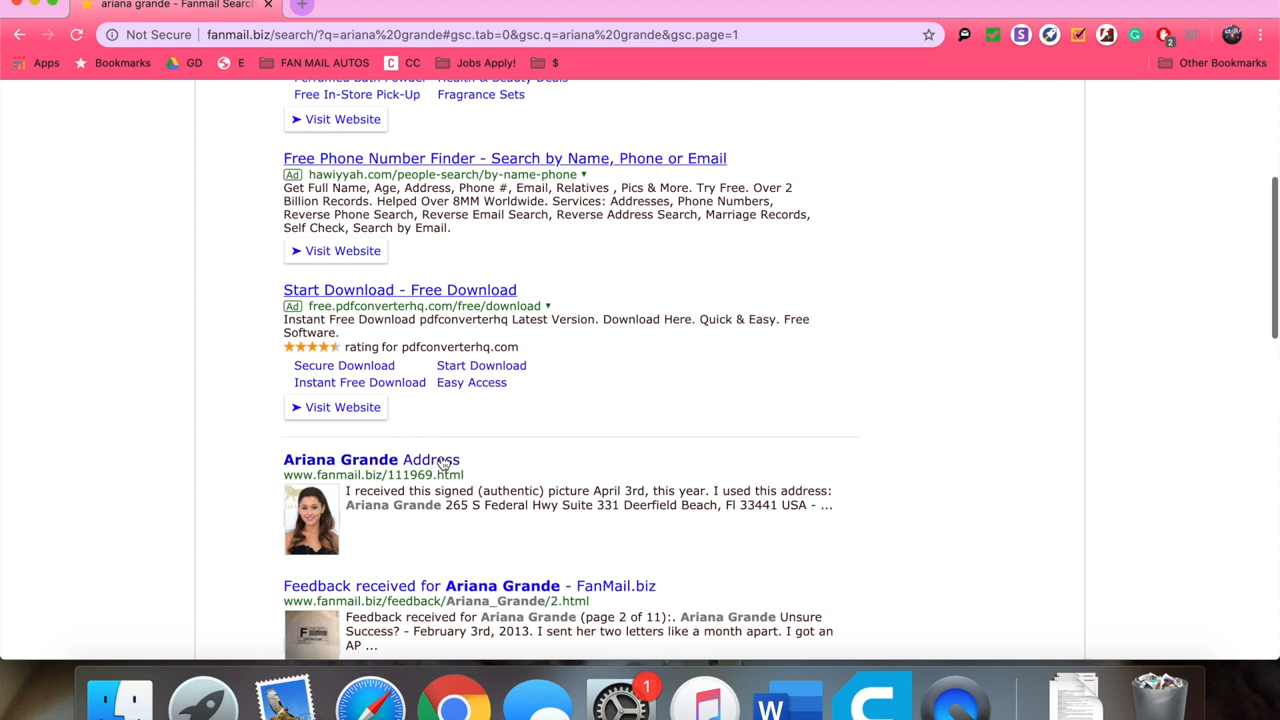 ariana grande - Fanmail Search
Not Secure fanmail.biz/search/?q=ariana%20grande#gsc.tab=0&gsc.q=ariana%20grande&gsc.page=1
Apps Bookmarks GD E FAN MAIL AUTOS CC Jobs Apply! $ Other Bookmarks
Perfumed Bath Powder Health & Beauty Deals
Free In-Store Pick-Up Fragrance Sets
➤ Visit Website
Free Phone Number Finder - Search by Name, Phone or Email
Ad hawiyyah.com/people-search/by-name-phone ▾
Get Full Name, Age, Address, Phone #, Email, Relatives , Pics & More. Try Free. Over 2
Billion Records. Helped Over 8MM Worldwide. Services: Addresses, Phone Numbers,
Reverse Phone Search, Reverse Email Search, Reverse Address Search, Marriage Records,
Self Check, Search by Email.
➤ Visit Website
Start Download - Free Download
Ad free.pdfconverterhq.com/free/download ▾
Instant Free Download pdfconverterhq Latest Version. Download Here. Quick & Easy. Free
Software.
rating for pdfconverterhq.com
Secure Download Start Download
Instant Free Download Easy Access
➤ Visit Website
Ariana Grande Address
www.fanmail.biz/111969.html
I received this signed (authentic) picture April 3rd, this year. I used this address:
Ariana Grande 265 S Federal Hwy Suite 331 Deerfield Beach, Fl 33441 USA - ...
Feedback received for Ariana Grande - FanMail.biz
www.fanmail.biz/feedback/Ariana_Grande/2.html
Feedback received for Ariana Grande (page 2 of 11):. Ariana Grande Unsure
Success? - February 3rd, 2013. I sent her two letters like a month apart. I got an
AP ...
1
W